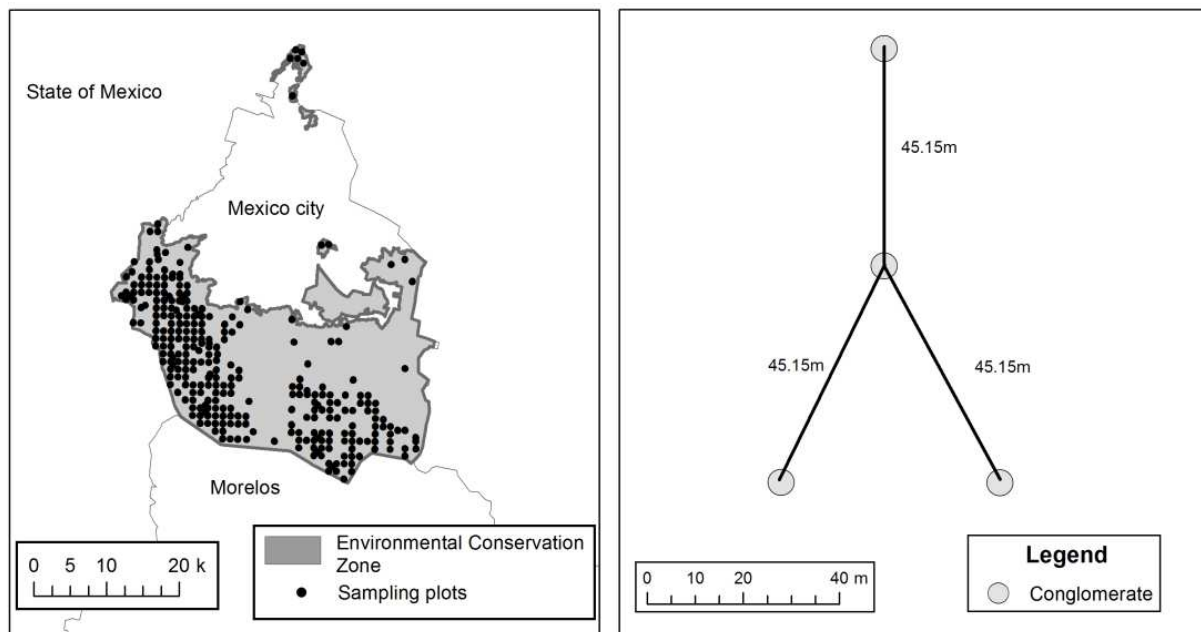 State of Mexico
Mexico city
Morelos
0 5 10 20 k
Environmental Conservation
Zone
Sampling plots
45.15m
45.15m
45.15m
0 10 20 40 m
Legend
Conglomerate